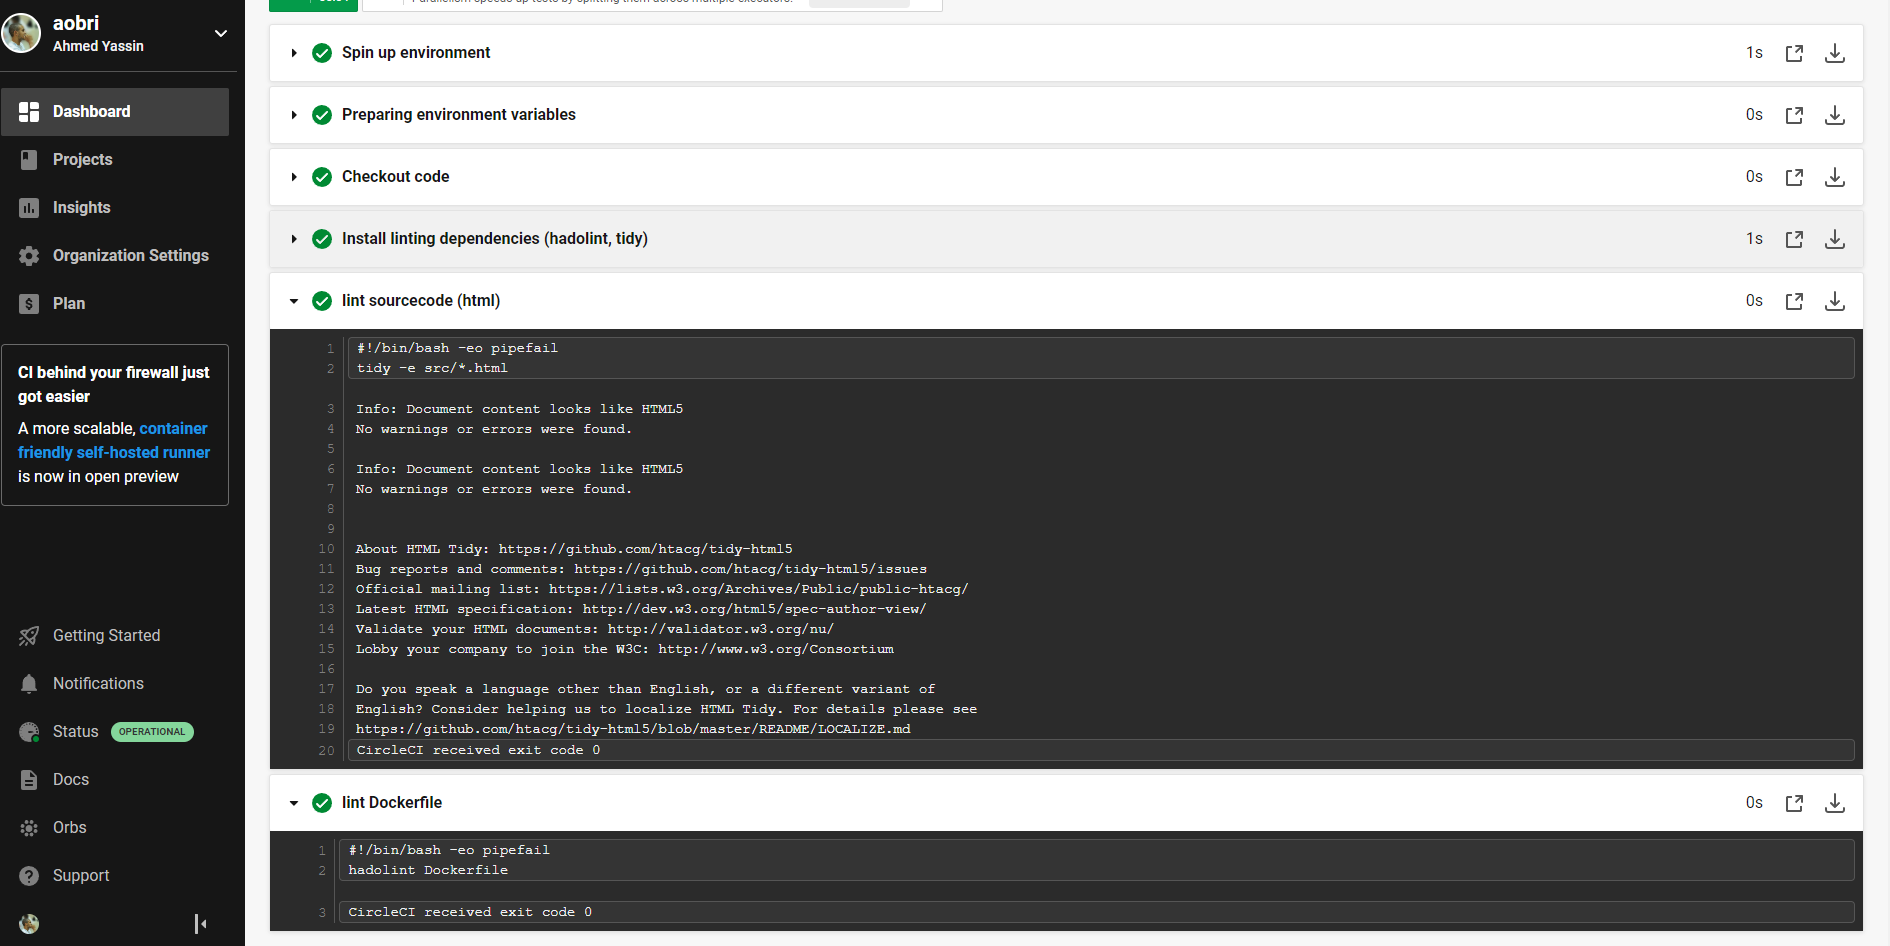 aobri
Ahmed Yassin
Dashboard
Projects
Insights
Organization Settings
Plan
CI behind your firewall just
got easier
A more scalable, container
friendly self-hosted runner
is now in open preview
Getting Started
Notifications
Status OPERATIONAL
Docs
Orbs
Support
Parallelism speeds up tests by splitting them across multiple executors.
Spin up environment 1s
Preparing environment variables 0s
Checkout code 0s
Install linting dependencies (hadolint, tidy) 1s
lint sourcecode (html) 0s
1 #!/bin/bash -eo pipefail
2 tidy -e src/*.html
3 Info: Document content looks like HTML5
4 No warnings or errors were found.
5
6 Info: Document content looks like HTML5
7 No warnings or errors were found.
8
9
10 About HTML Tidy: https://github.com/htacg/tidy-html5
11 Bug reports and comments: https://github.com/htacg/tidy-html5/issues
12 Official mailing list: https://lists.w3.org/Archives/Public/public-htacg/
13 Latest HTML specification: http://dev.w3.org/html5/spec-author-view/
14 Validate your HTML documents: http://validator.w3.org/nu/
15 Lobby your company to join the W3C: http://www.w3.org/Consortium
16
17 Do you speak a language other than English, or a different variant of
18 English? Consider helping us to localize HTML Tidy. For details please see
19 https://github.com/htacg/tidy-html5/blob/master/README/LOCALIZE.md
20 CircleCI received exit code 0
lint Dockerfile 0s
1 #!/bin/bash -eo pipefail
2 hadolint Dockerfile
3 CircleCI received exit code 0